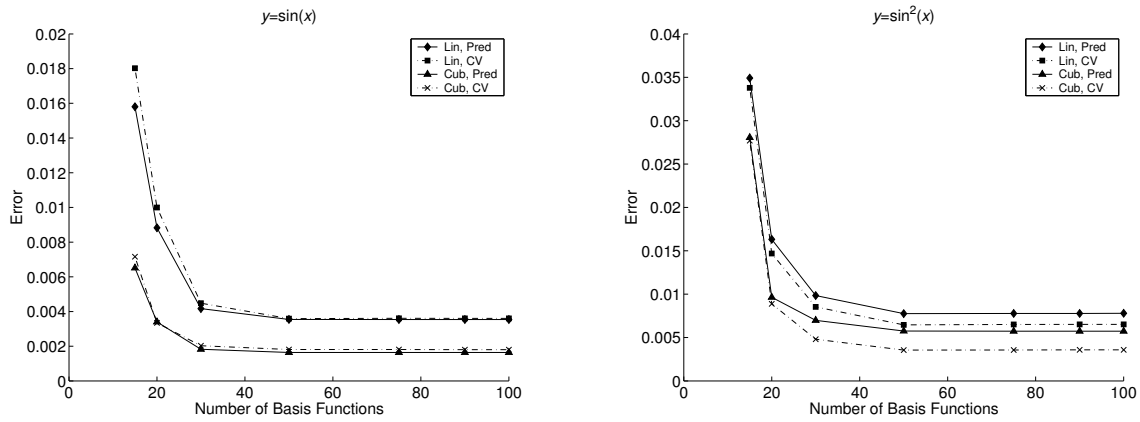 y=sin(x)
0.02
0.018
0.016
0.014
0.012
0.01
0.008
0.006
0.004
0.002
0
Error
Lin, Pred
Lin, CV
Cub, Pred
Cub, CV
0 20 40 60 80 100
Number of Basis Functions
y=sin²(x)
0.04
0.035
0.03
0.025
0.02
0.015
0.01
0.005
0
Error
Lin, Pred
Lin, CV
Cub, Pred
Cub, CV
0 20 40 60 80 100
Number of Basis Functions